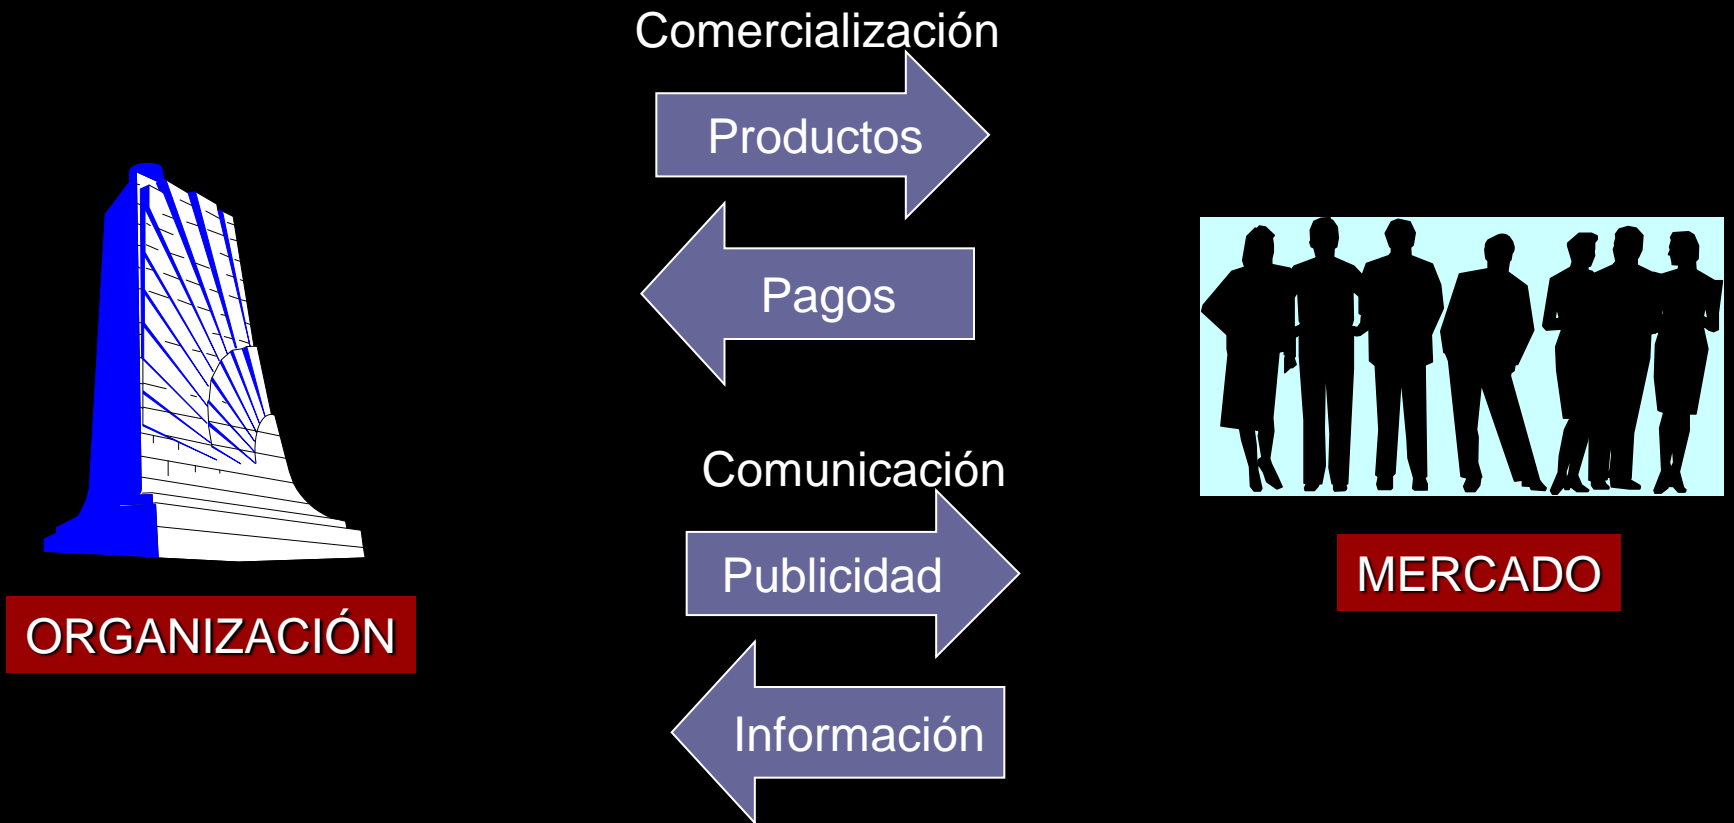 Comercialización
Productos
Pagos
Comunicación
Publicidad
Información
ORGANIZACIÓN
MERCADO